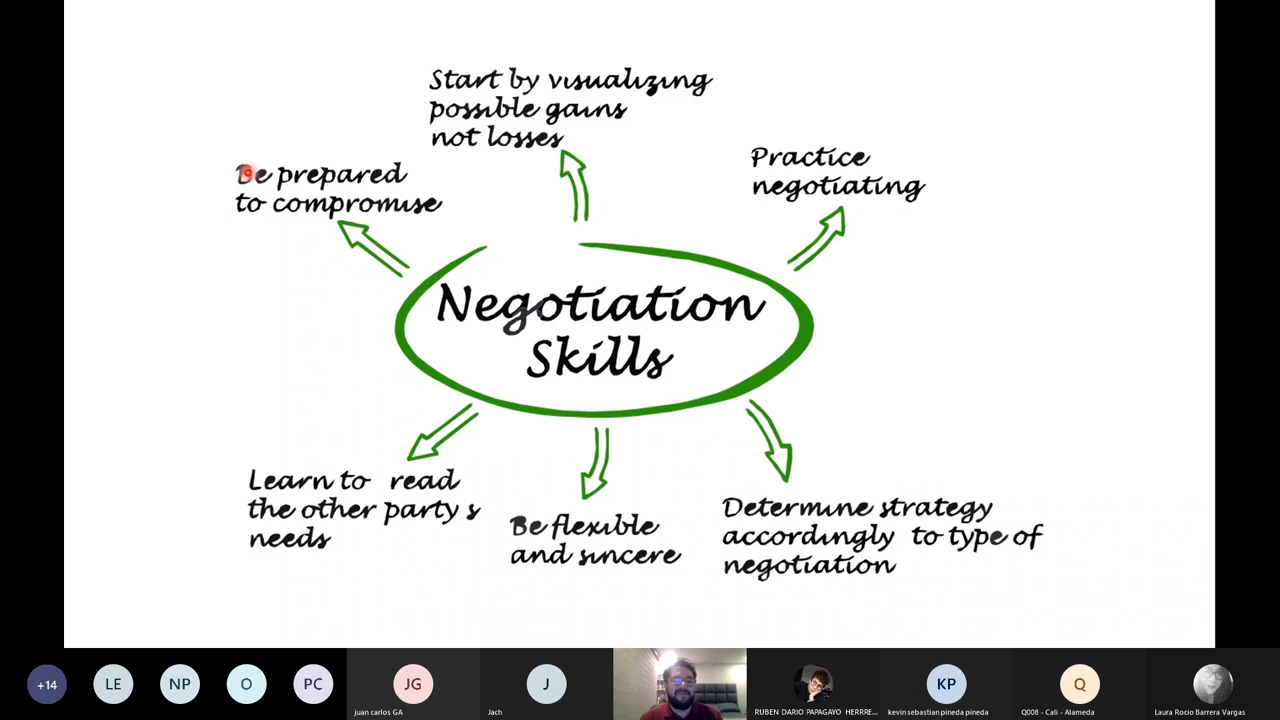 Start by visualizing
possible gains
not losses
Be prepared
to compromise
Practice
negotiating
Negotiation
Skills
Learn to read
the other party s
needs
Be flexible
and sincere
Determine strategy
accordingly to type of
negotiation
+14
LE
NP
O
PC
JG
juan carlos GA
J
Jach
RUBEN DARIO PAPAGAYO HERRRE...
KP
kevin sebastian pineda pineda
Q
Q008 - Cali - Alameda
Laura Rocio Barrera Vargas